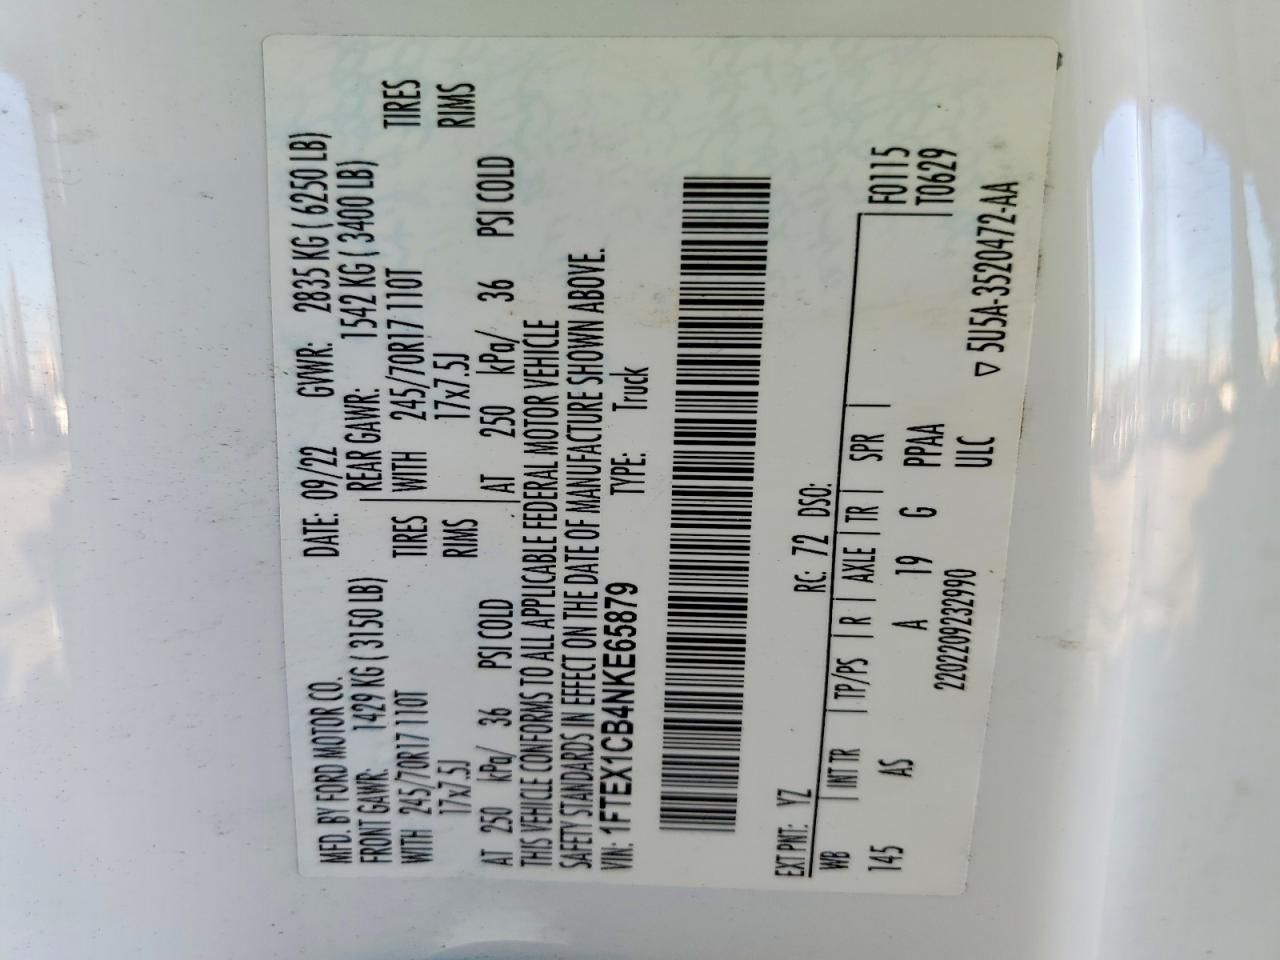 MFD. BY FORD MOTOR CO. DATE: 09/22 GVWR: 2835 KG ( 6250 LB)
FRONT GAWR: 1429 KG ( 3150 LB) REAR GAWR: 1542 KG ( 3400 LB)
WITH 245/70R17 110T TIRES WITH 245/70R17 110T TIRES
17x7.5J RIMS 17x7.5J RIMS
AT 250 kPa/ 36 PSI COLD AT 250 kPa/ 36 PSI COLD
THIS VEHICLE CONFORMS TO ALL APPLICABLE FEDERAL MOTOR VEHICLE
SAFETY STANDARDS IN EFFECT ON THE DATE OF MANUFACTURE SHOWN ABOVE.
VIN: 1FTEX1CB4NKE65879 TYPE: Truck
EXT PNT: YZ RC: 72 DSO:
WB | INT TR | TP/PS | R | AXLE | TR | SPR | F0115
145 AS A 19 G PPAA T0629
220220923299O ULC ▽ 5U5A-3520472-AA